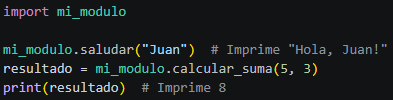 import mi_modulo
mi_modulo.saludar("Juan")  # Imprime "Hola, Juan!"
resultado = mi_modulo.calcular_suma(5, 3)
print(resultado)  # Imprime 8